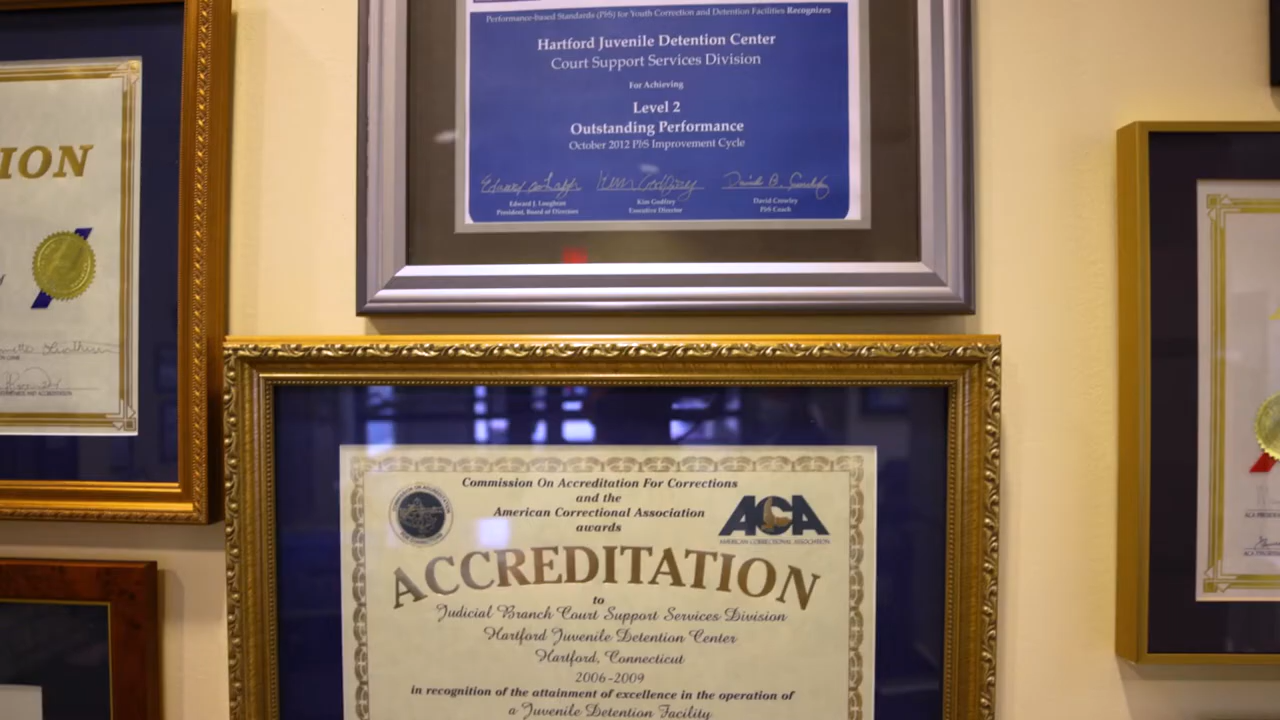 Performance-based Standards (PbS) for Youth Correction and Detention Facilities Recognizes
Hartford Juvenile Detention Center
Court Support Services Division
For Achieving
Level 2
Outstanding Performance
October 2012 PbS Improvement Cycle
Edward J. Loughran
President, Board of Directors
Kim Godfrey
Executive Director
David Crowley
PbS Coach
ION
Commission On Accreditation For Corrections
and the
American Correctional Association
awards
ACA
AMERICAN CORRECTIONAL ASSOCIATION
ACCREDITATION
to
Judicial Branch Court Support Services Division
Hartford Juvenile Detention Center
Hartford, Connecticut
2006-2009
in recognition of the attainment of excellence in the operation of
a Juvenile Detention Facility